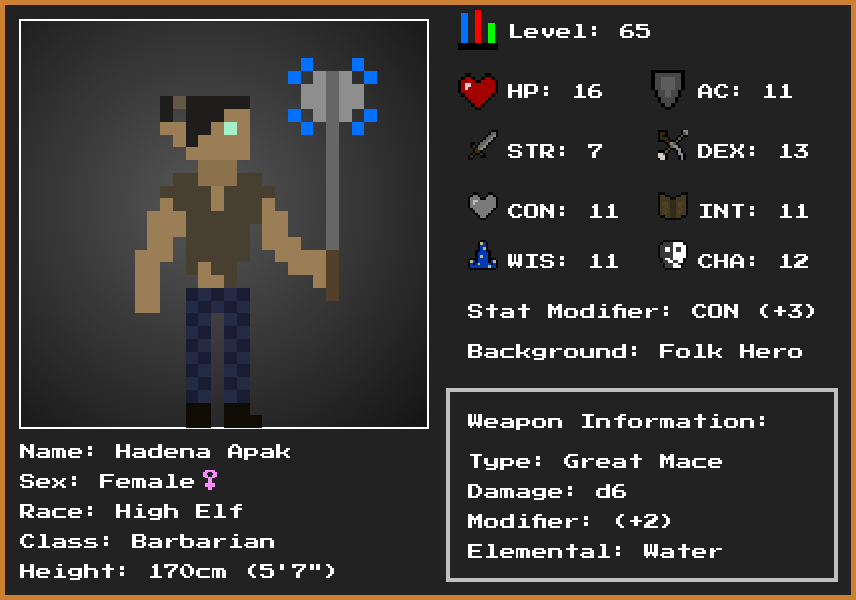 Level: 65
HP: 16 AC: 11
STR: 7 DEX: 13
CON: 11 INT: 11
WIS: 11 CHA: 12
Stat Modifier: CON (+3)
Background: Folk Hero
Weapon Information:
Type: Great Mace
Damage: d6
Modifier: (+2)
Elemental: Water
Name: Hadena Apak
Sex: Female♀
Race: High Elf
Class: Barbarian
Height: 170cm (5'7")